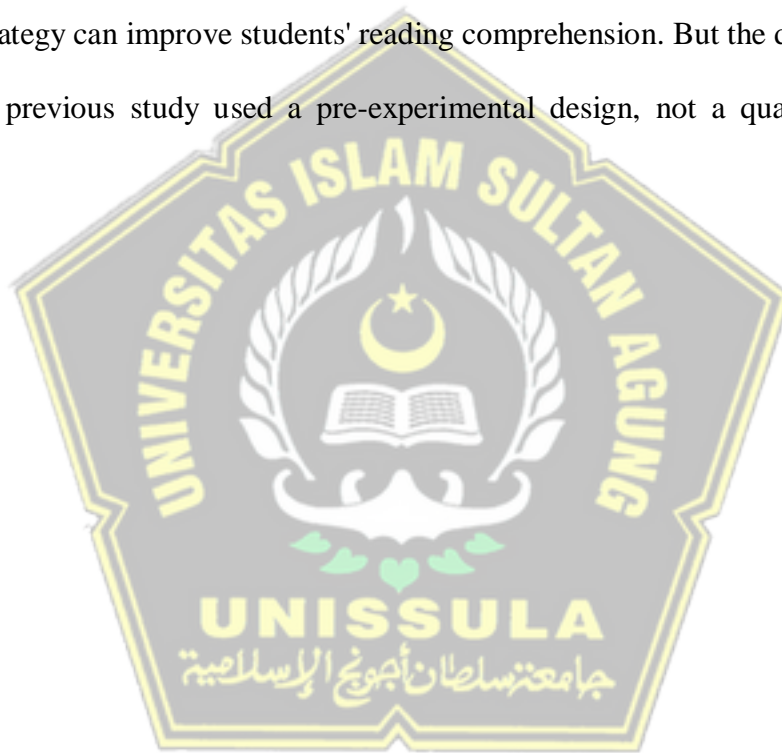 ategy can improve students' reading comprehension. But the
previous study used a pre-experimental design, not a
UNIVERSITAS ISLAM SULTAN AGUNG
UNISSULA
جامعة سلطان أجونج الإسلامية